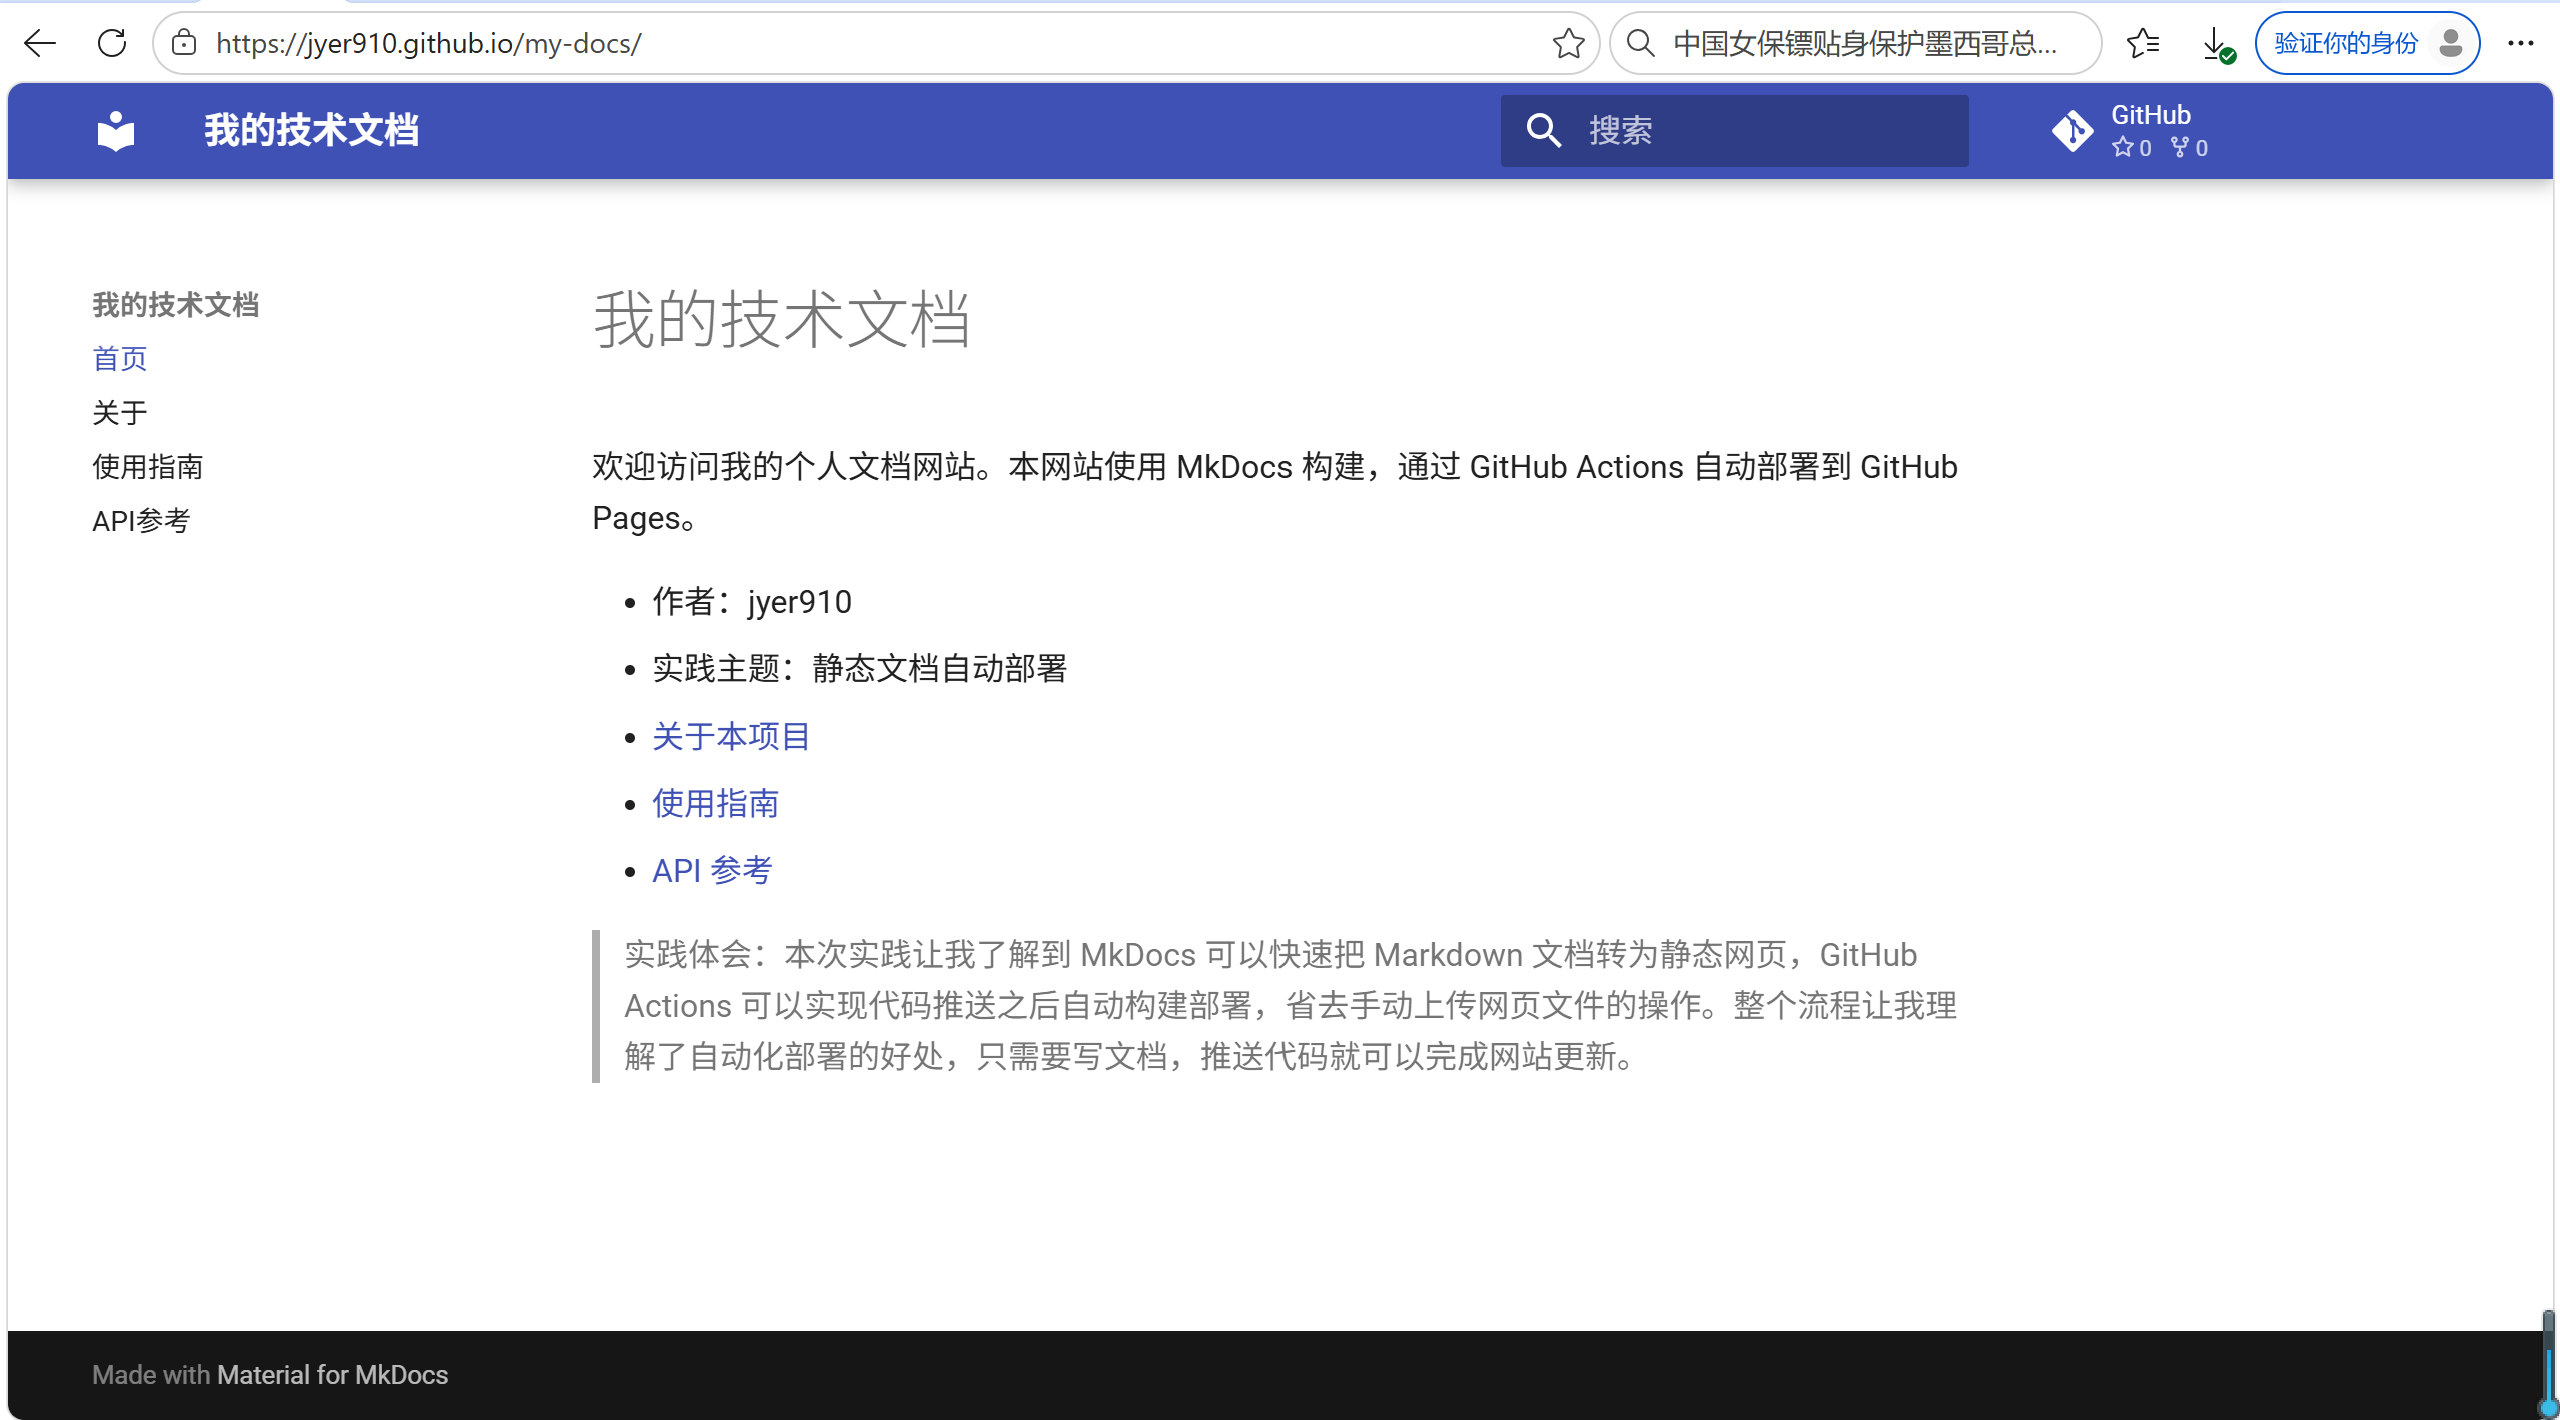 https://jyer910.github.io/my-docs/
中国女保镖贴身保护墨西哥总...
验证你的身份
我的技术文档
搜索
GitHub
0 0
我的技术文档
首页
关于
使用指南
API参考
我的技术文档
欢迎访问我的个人文档网站。本网站使用 MkDocs 构建，通过 GitHub Actions 自动部署到 GitHub
Pages。
作者：jyer910
实践主题：静态文档自动部署
关于本项目
使用指南
API 参考
实践体会：本次实践让我了解到 MkDocs 可以快速把 Markdown 文档转为静态网页，GitHub
Actions 可以实现代码推送之后自动构建部署，省去手动上传网页文件的操作。整个流程让我理
解了自动化部署的好处，只需要写文档，推送代码就可以完成网站更新。
Made with Material for MkDocs